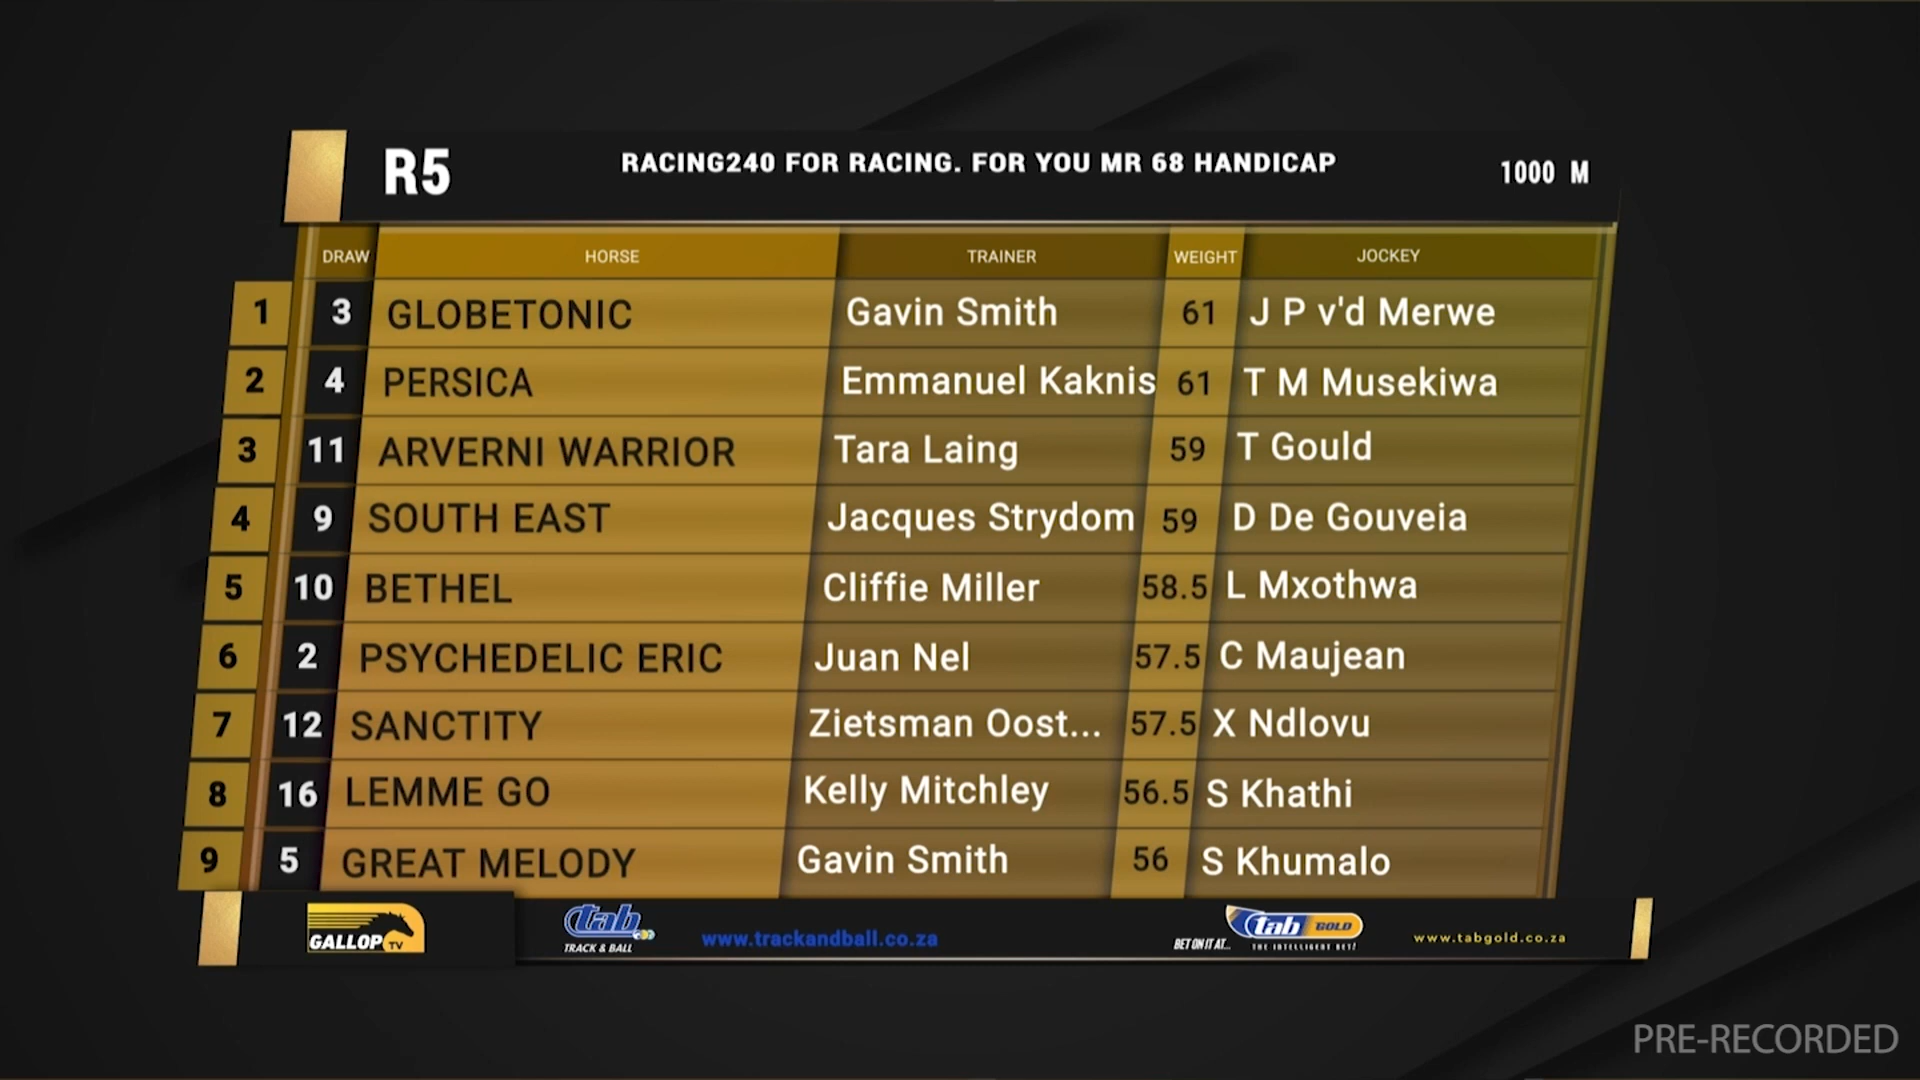 R5 RACING240 FOR RACING. FOR YOU MR 68 HANDICAP 1000 M
DRAW HORSE TRAINER WEIGHT JOCKEY
1 3 GLOBETONIC Gavin Smith 61 J P v'd Merwe
2 4 PERSICA Emmanuel Kaknis 61 T M Musekiwa
3 11 ARVERNI WARRIOR Tara Laing 59 T Gould
4 9 SOUTH EAST Jacques Strydom 59 D De Gouveia
5 10 BETHEL Cliffie Miller 58.5 L Mxothwa
6 2 PSYCHEDELIC ERIC Juan Nel 57.5 C Maujean
7 12 SANCTITY Zietsman Oost... 57.5 X Ndlovu
8 16 LEMME GO Kelly Mitchley 56.5 S Khathi
9 5 GREAT MELODY Gavin Smith 56 S Khumalo
GALLOP TV
tab
TRACK & BALL
www.trackandball.co.za
BET ON IT AT...
tab GOLD
THE INTELLIGENT BET!
www.tabgold.co.za
PRE-RECORDED